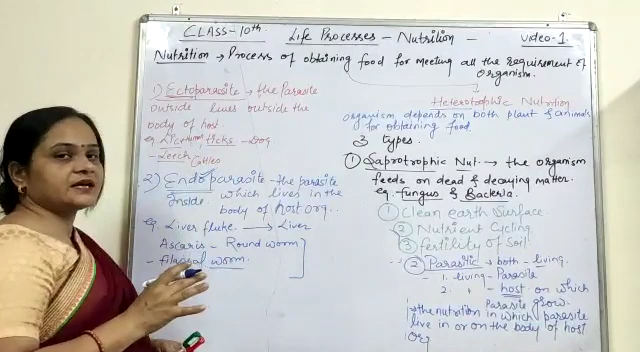 CLASS-10th
Life Processes - Nutrition -
Video-1
Nutrition → Process of obtaining food for meeting all the requirement of
organism.
1) Ectoparasite → the Parasite
outside lives outside the
body of host
eg. Lice human ticks - Dog
- Leech Cattles
2) Endoparasite - the parasite
Inside which lives in the
body of host org..
eg. Liver fluke. → Liver
Ascaris - Round worm
- filarial worm.
Heterotrophic Nutrition
organism depends on both plant & animals
for obtaining food.
3 types.
① Saprotrophic Nut. → the organism
feeds on dead & decaying matter.
eg. fungus & Bacteria.
① Clean earth Surface.
② Nutrient Cycling.
③ fertility of Soil
② Parasitic → both - living.
- 1. living - Parasite
2. " - host on which
Parasite grow.
the nutrition in which parasite
live in or on the body of host
Org